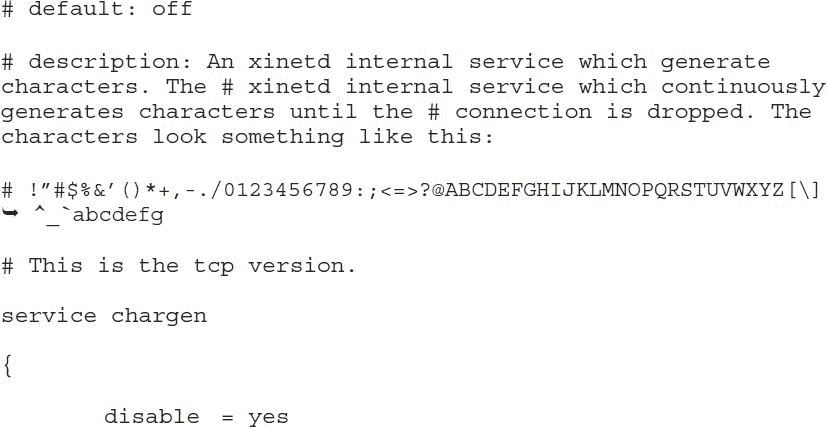 # default: off
# description: An xinetd internal service which generate
characters. The # xinetd internal service which continuously
generates characters until the # connection is dropped. The
characters look something like this:
# !”#$%&’()*+,-./0123456789:;<=>?@ABCDEFGHIJKLMNOPQRSTUVWXYZ[\]
➥ ^_`abcdefg
# This is the tcp version.
service chargen
{
disable = yes